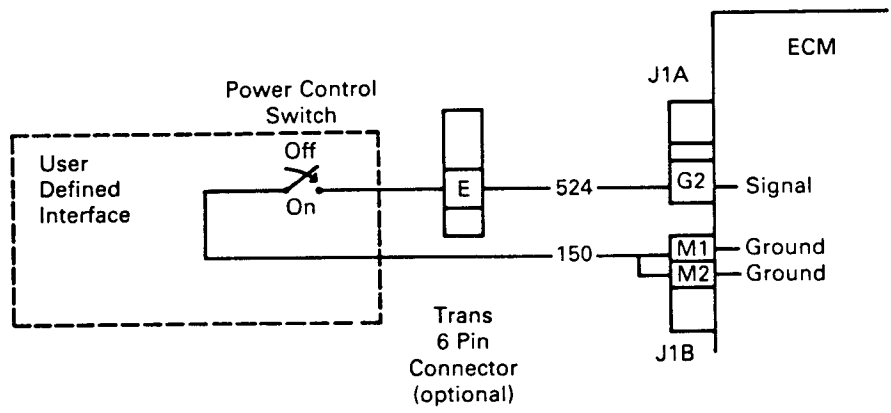 ECM
J1A
Power Control
Switch
User
Defined
Interface
Off
On
E
524
G2
Signal
150
M1
Ground
M2
Ground
Trans
6 Pin
Connector
(optional)
J1B